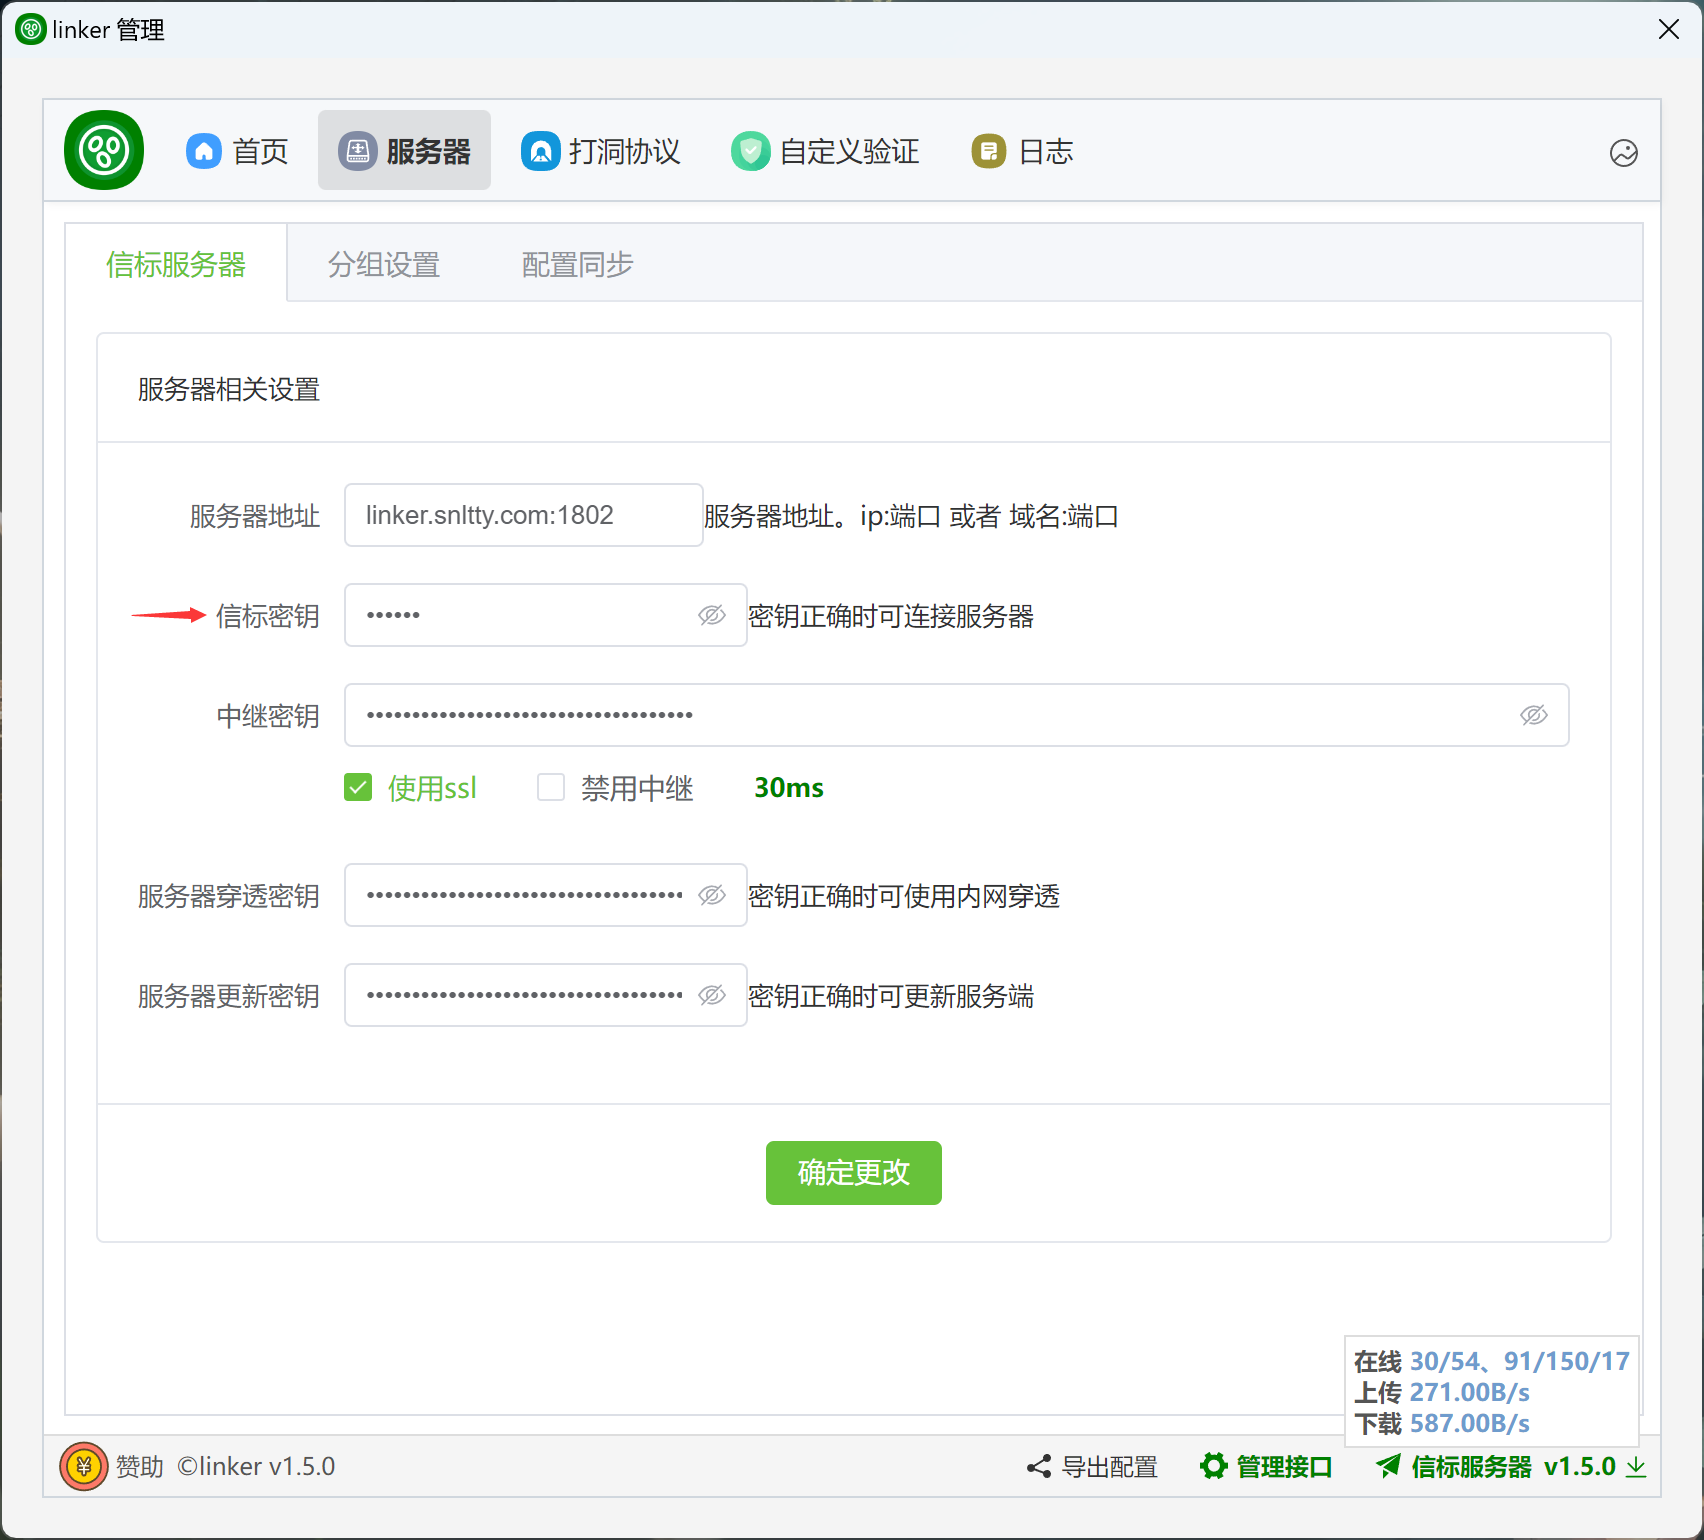 linker 管理
首页 服务器 打洞协议 自定义验证 日志
信标服务器 分组设置 配置同步
服务器相关设置
服务器地址 linker.snltty.com:1802 服务器地址。ip:端口 或者 域名:端口
信标密钥 •••••• 密钥正确时可连接服务器
中继密钥 ••••••••••••••••••••••••••••••••••••
使用ssl 禁用中继 30ms
服务器穿透密钥 ••••••••••••••••••••••••••••••••••• 密钥正确时可使用内网穿透
服务器更新密钥 ••••••••••••••••••••••••••••••••••• 密钥正确时可更新服务端
确定更改
在线 30/54、91/150/17
上传 271.00B/s
下载 587.00B/s
赞助 ©linker v1.5.0 导出配置 管理接口 信标服务器 v1.5.0